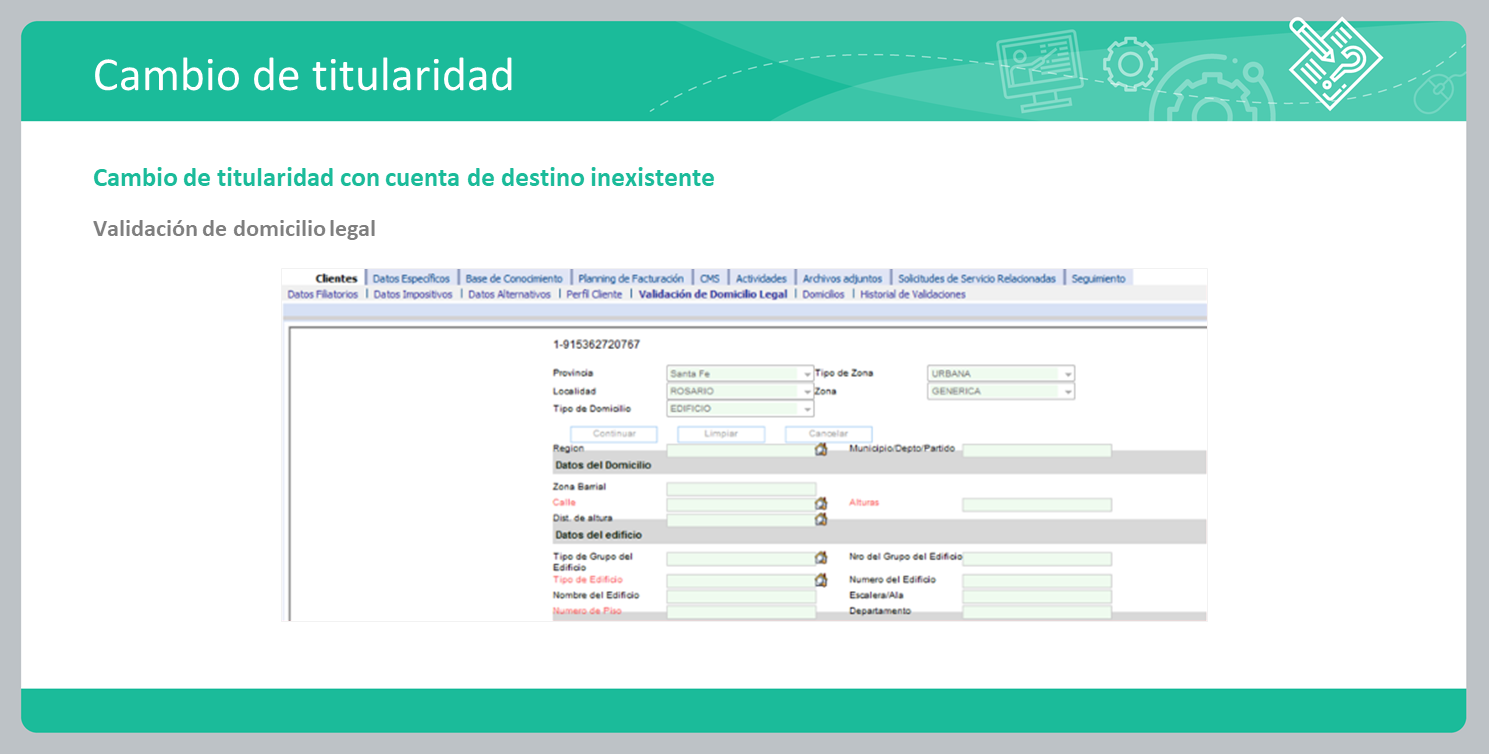 Cambio de titularidad
Cambio de titularidad con cuenta de destino inexistente
Validación de domicilio legal
Clientes | Datos Específicos | Base de Conocimiento | Planning de Facturación | CMS | Actividades | Archivos adjuntos | Solicitudes de Servicio Relacionadas | Seguimiento
Datos Filiatorios | Datos Impositivos | Datos Alternativos | Perfil Cliente | Validación de Domicilio Legal | Domicilios | Historial de Validaciones
1-915362720767
Provincia Santa Fe Tipo de Zona URBANA
Localidad ROSARIO Zona GENERICA
Tipo de Domicilio EDIFICIO
Continuar Limpiar Cancelar
Region Municipio/Depto/Partido
Datos del Domicilio
Zona Barrial
Calle Alturas
Dist. de altura
Datos del edificio
Tipo de Grupo del Edificio Nro del Grupo del Edificio
Tipo de Edificio Numero del Edificio
Nombre del Edificio Escalera/Ala
Numero de Piso Departamento